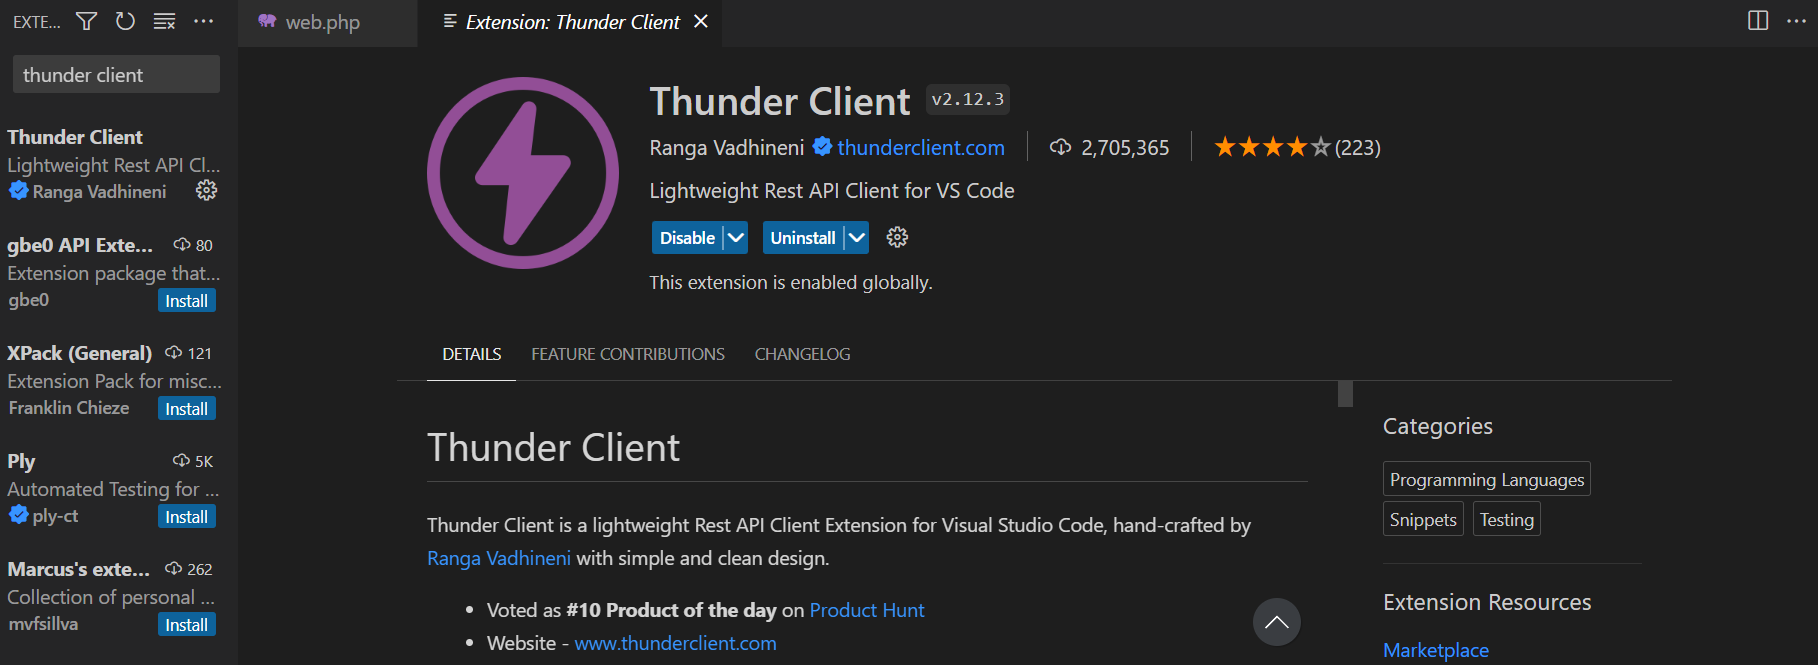 EXTE...
thunder client
Thunder Client
Lightweight Rest API Cl...
Ranga Vadhineni
gbe0 API Exte... 80
Extension package that...
gbe0 Install
XPack (General) 121
Extension Pack for misc...
Franklin Chieze Install
Ply 5K
Automated Testing for ...
ply-ct Install
Marcus's exte... 262
Collection of personal ...
mvfsillva Install
web.php Extension: Thunder Client
Thunder Client v2.12.3
Ranga Vadhineni thunderclient.com 2,705,365 (223)
Lightweight Rest API Client for VS Code
Disable Uninstall
This extension is enabled globally.
DETAILS FEATURE CONTRIBUTIONS CHANGELOG
Thunder Client
Thunder Client is a lightweight Rest API Client Extension for Visual Studio Code, hand-crafted by
Ranga Vadhineni with simple and clean design.
• Voted as #10 Product of the day on Product Hunt
• Website - www.thunderclient.com
Categories
Programming Languages
Snippets Testing
Extension Resources
Marketplace